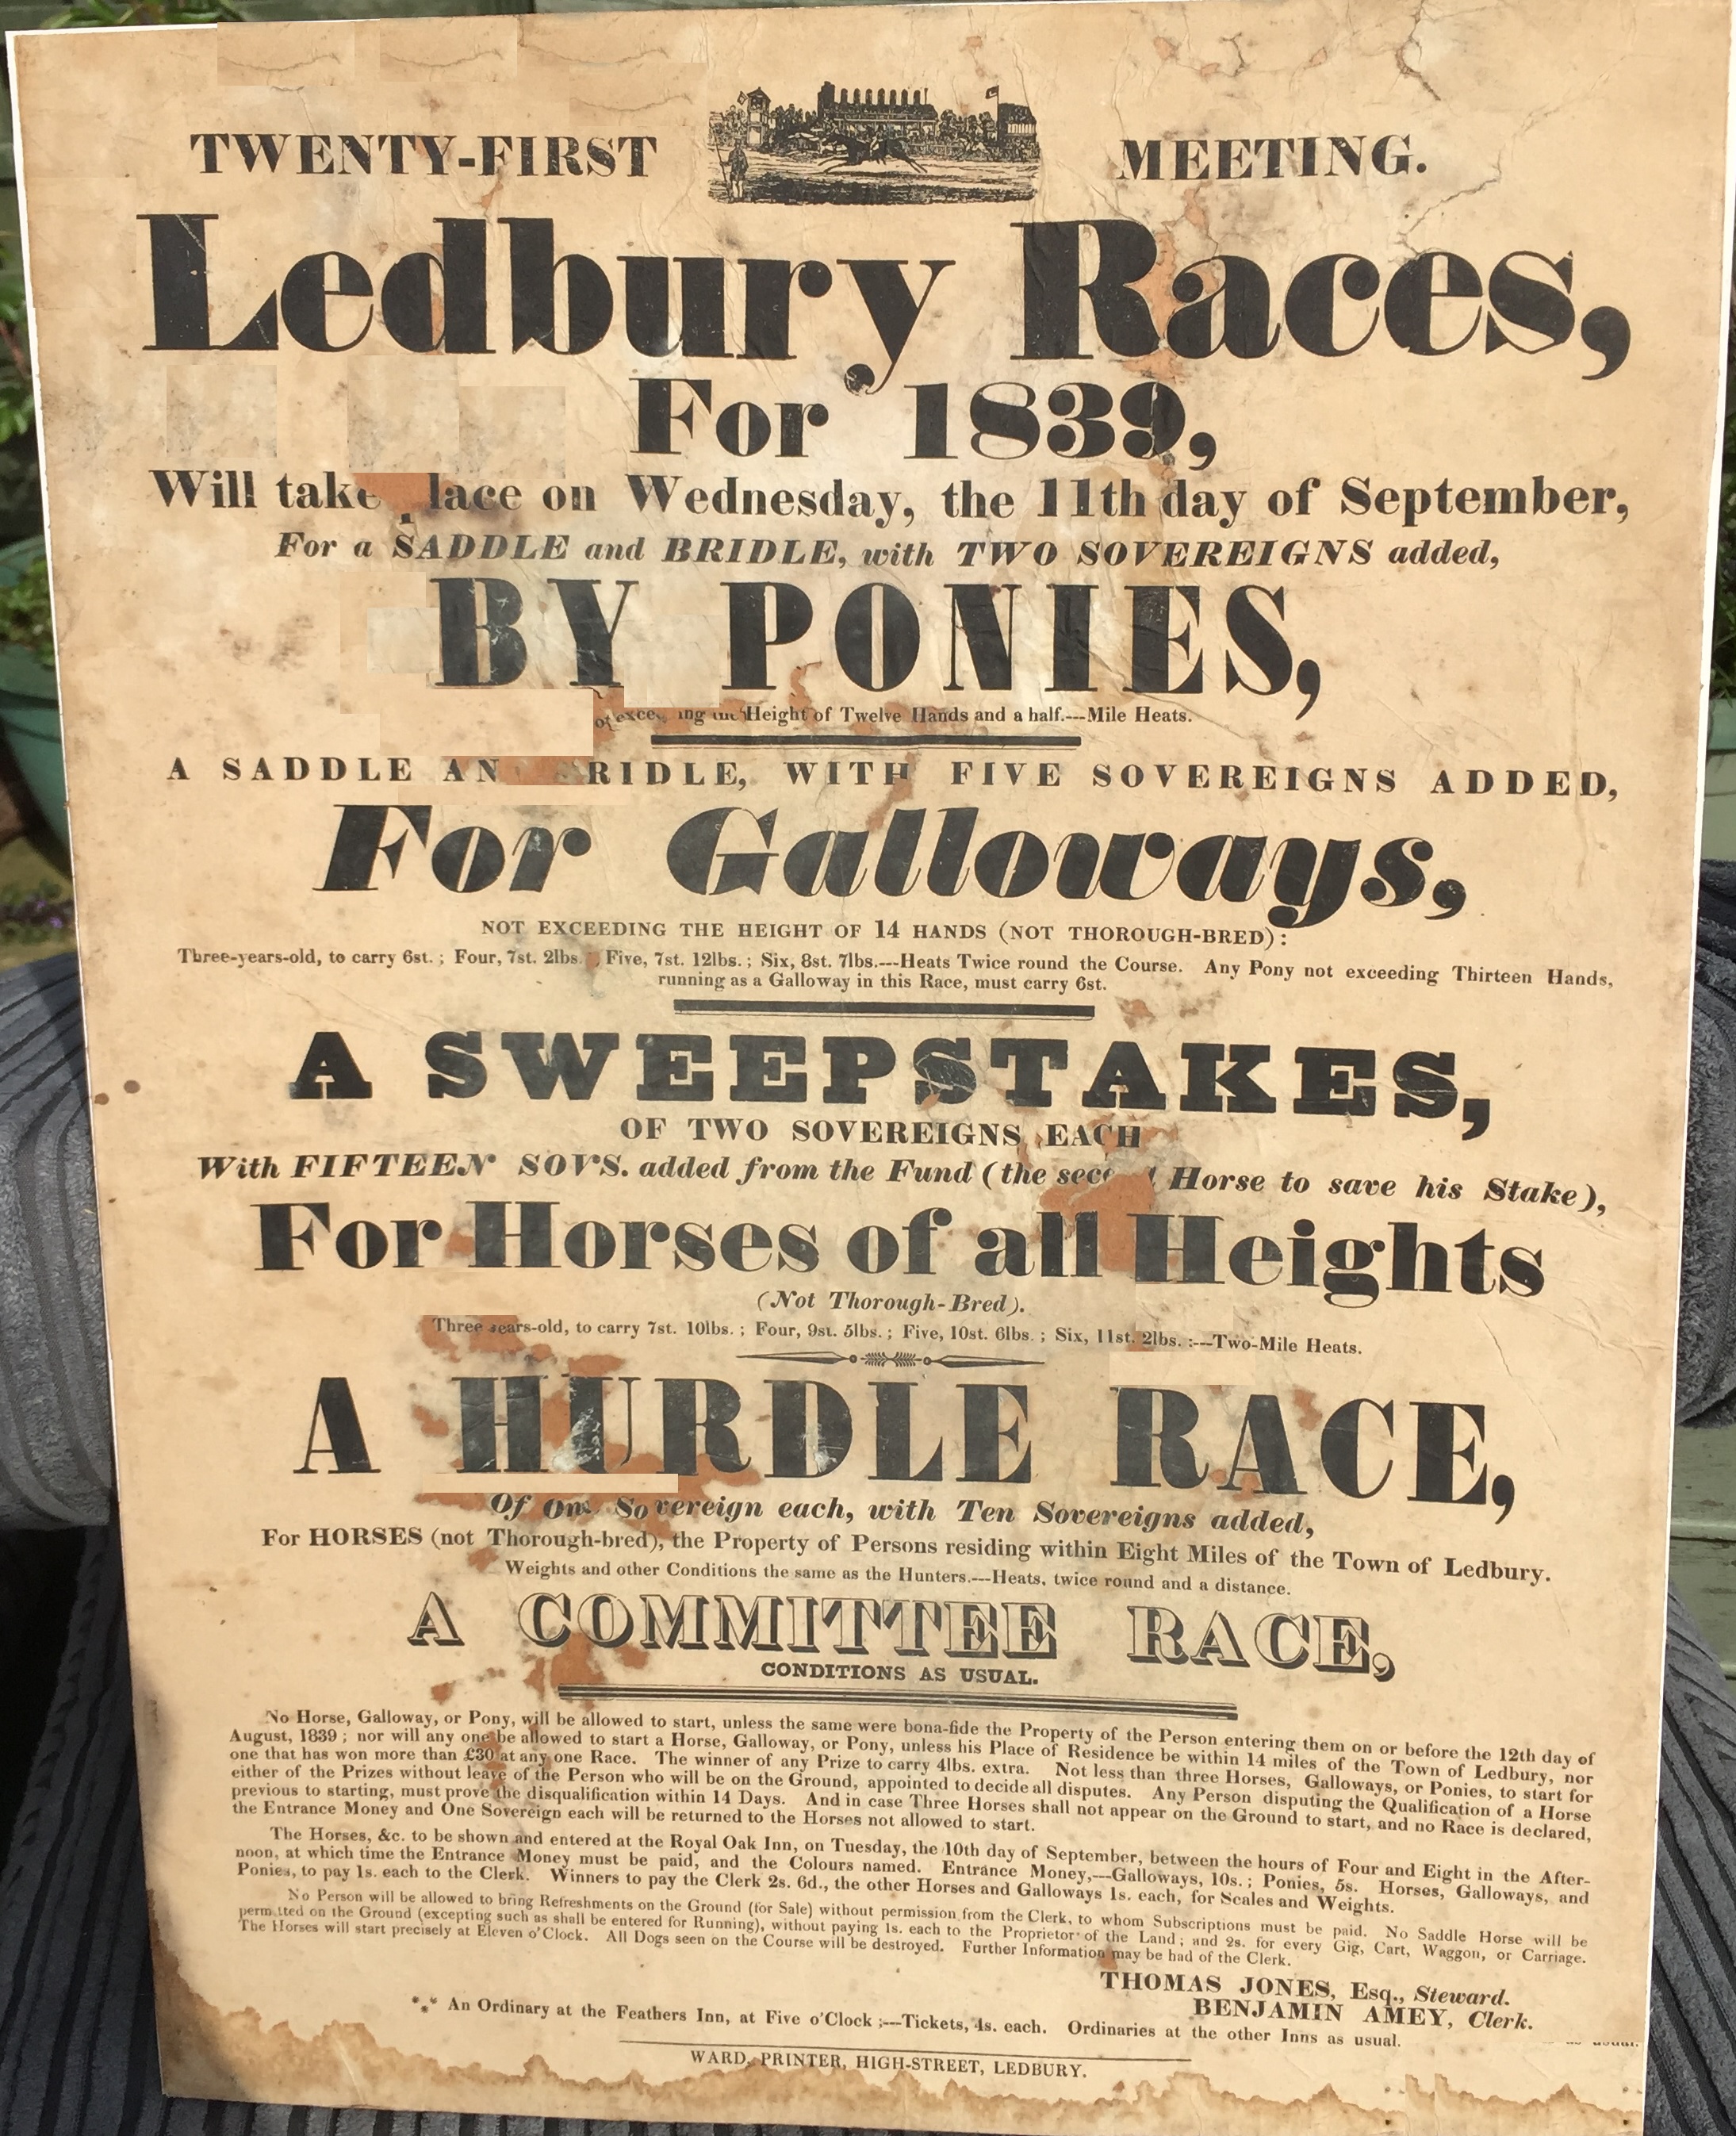 TWENTY-FIRST MEETING.
Ledbury Races,
For 1839,
Will take lace on Wednesday, the 11th day of September,
For a SADDLE and BRIDLE, with TWO SOVEREIGNS added,
BY PONIES,
Height of Twelve Hands and a half.---Mile Heats.
A SADDLE AN RIDLE, WITH FIVE SOVEREIGNS ADDED,
For Galloways,
NOT EXCEEDING THE HEIGHT OF 14 HANDS (NOT THOROUGH-BRED):
Three-years-old, to carry 6st.; Four, 7st. 2lbs. Five, 7st. 12lbs.; Six, 8st. 7lbs.---Heats Twice round the Course. Any Pony not exceeding Thirteen Hands,
running as a Galloway in this Race, must carry 6st.
A SWEEPSTAKES,
OF TWO SOVEREIGNS EACH
With FIFTEEN SOVS. added from the Fund (the Horse to save his Stake),
For Horses of all Heights
(Not Thorough-Bred).
Three ears-old, to carry 7st. 10lbs.; Four, 9st. 5lbs.; Five, 10st. 6lbs.; Six, 11st. 2lbs. :---Two-Mile Heats.
A HURDLE RACE,
Of One Sovereign each, with Ten Sovereigns added,
For HORSES (not Thorough-bred), the Property of Persons residing within Eight Miles of the Town of Ledbury.
Weights and other Conditions the same as the Hunters.---Heats, twice round and a distance.
A COMMITTEE RACE,
CONDITIONS AS USUAL.
No Horse, Galloway, or Pony, will be allowed to start, unless the same were bona-fide the Property of the Person entering them on or before the 12th day of
August, 1839; nor will any one be allowed to start a Horse, Galloway, or Pony, unless his Place of Residence be within 14 miles of the Town of Ledbury, nor
one that has won more than £30 at any one Race. The winner of any Prize to carry 4lbs. extra. Not less than three Horses, Galloways, or Ponies, to start for
either of the Prizes without leave of the Person who will be on the Ground, appointed to decide all disputes. Any Person disputing the Qualification of a Horse
previous to starting, must prove the disqualification within 14 Days. And in case Three Horses shall not appear on the Ground to start, and no Race is declared,
the Entrance Money and One Sovereign each will be returned to the Horses not allowed to start.
The Horses, &c. to be shown and entered at the Royal Oak Inn, on Tuesday, the 10th day of September, between the hours of Four and Eight in the After-
noon, at which time the Entrance Money must be paid, and the Colours named. Entrance Money,---Galloways, 10s.; Ponies, 5s. Horses, Galloways, and
Ponies, to pay 1s. each to the Clerk. Winners to pay the Clerk 2s. 6d., the other Horses and Galloways 1s. each, for Scales and Weights.
No Person will be allowed to bring Refreshments on the Ground (for Sale) without permission from the Clerk, to whom Subscriptions must be paid. No Saddle Horse will be
permitted on the Ground (excepting such as shall be entered for Running), without paying 1s. each to the Proprietor of the Land; and 2s. for every Gig, Cart, Waggon, or Carriage.
The Horses will start precisely at Eleven o'Clock. All Dogs seen on the Course will be destroyed. Further Information may be had of the Clerk.
THOMAS JONES, Esq., Steward.
BENJAMIN AMEY, Clerk.
⁂ An Ordinary at the Feathers Inn, at Five o'Clock;---Tickets, 4s. each. Ordinaries at the other Inns as usual.
WARD, PRINTER, HIGH-STREET, LEDBURY.